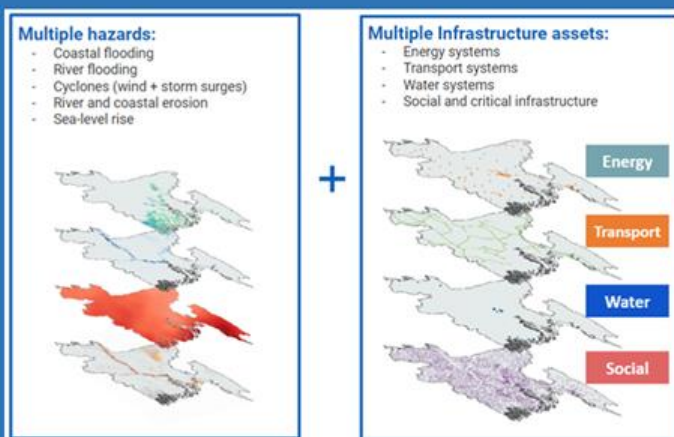 Multiple hazards:
- Coastal flooding
- River flooding
- Cyclones (wind + storm surges)
- River and coastal erosion
- Sea-level rise
+
Multiple Infrastructure assets:
- Energy systems
- Transport systems
- Water systems
- Social and critical infrastructure
Energy
Transport
Water
Social